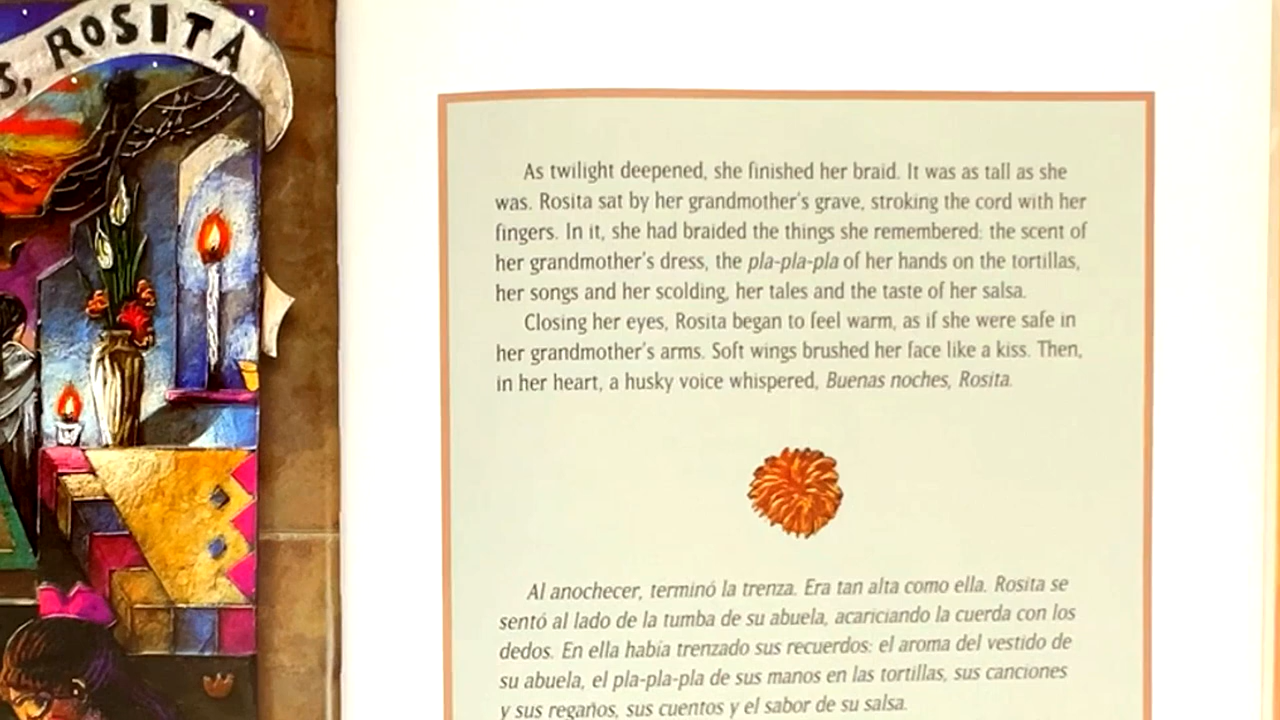 S, ROSITA
As twilight deepened, she finished her braid. It was as tall as she
was. Rosita sat by her grandmother's grave, stroking the cord with her
fingers. In it, she had braided the things she remembered: the scent of
her grandmother's dress, the pla-pla-pla of her hands on the tortillas,
her songs and her scolding, her tales and the taste of her salsa.
Closing her eyes, Rosita began to feel warm, as if she were safe in
her grandmother's arms. Soft wings brushed her face like a kiss. Then,
in her heart, a husky voice whispered, Buenas noches, Rosita.
Al anochecer, terminó la trenza. Era tan alta como ella. Rosita se
sentó al lado de la tumba de su abuela, acariciando la cuerda con los
dedos. En ella había trenzado sus recuerdos: el aroma del vestido de
su abuela, el pla-pla-pla de sus manos en las tortillas, sus canciones
y sus regaños, sus cuentos y el sabor de su salsa.